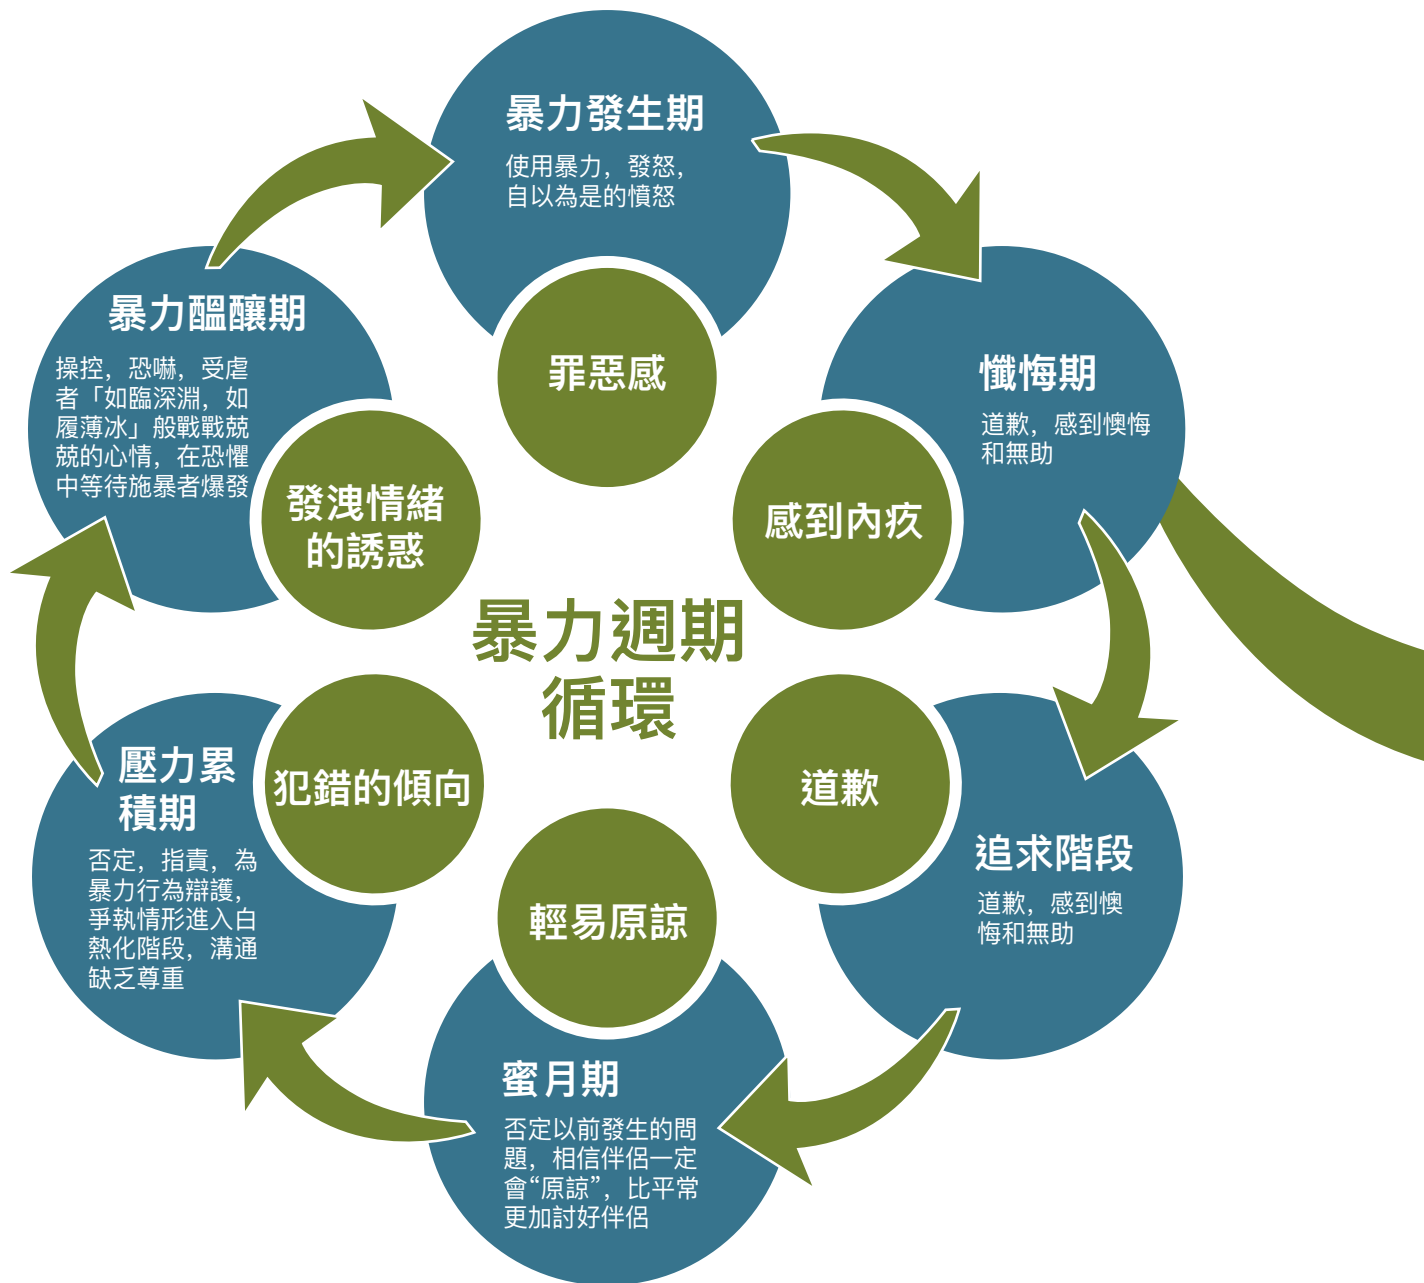 暴力發生期
使用暴力，發怒，
自以為是的憤怒
罪惡感
懺悔期
道歉，感到懊悔
和無助
感到內疚
追求階段
道歉，感到懊
悔和無助
道歉
蜜月期
否定以前發生的問
題，相信伴侶一定
會“原諒”，比平常
更加討好伴侶
輕易原諒
壓力累
積期
否定，指責，為
暴力行為辯護，
爭執情形進入白
熱化階段，溝通
缺乏尊重
犯錯的傾向
暴力醞釀期
操控，恐嚇，受虐
者「如臨深淵，如
履薄冰」般戰戰兢
兢的心情，在恐懼
中等待施暴者爆發
發洩情緒
的誘惑
暴力週期
循環